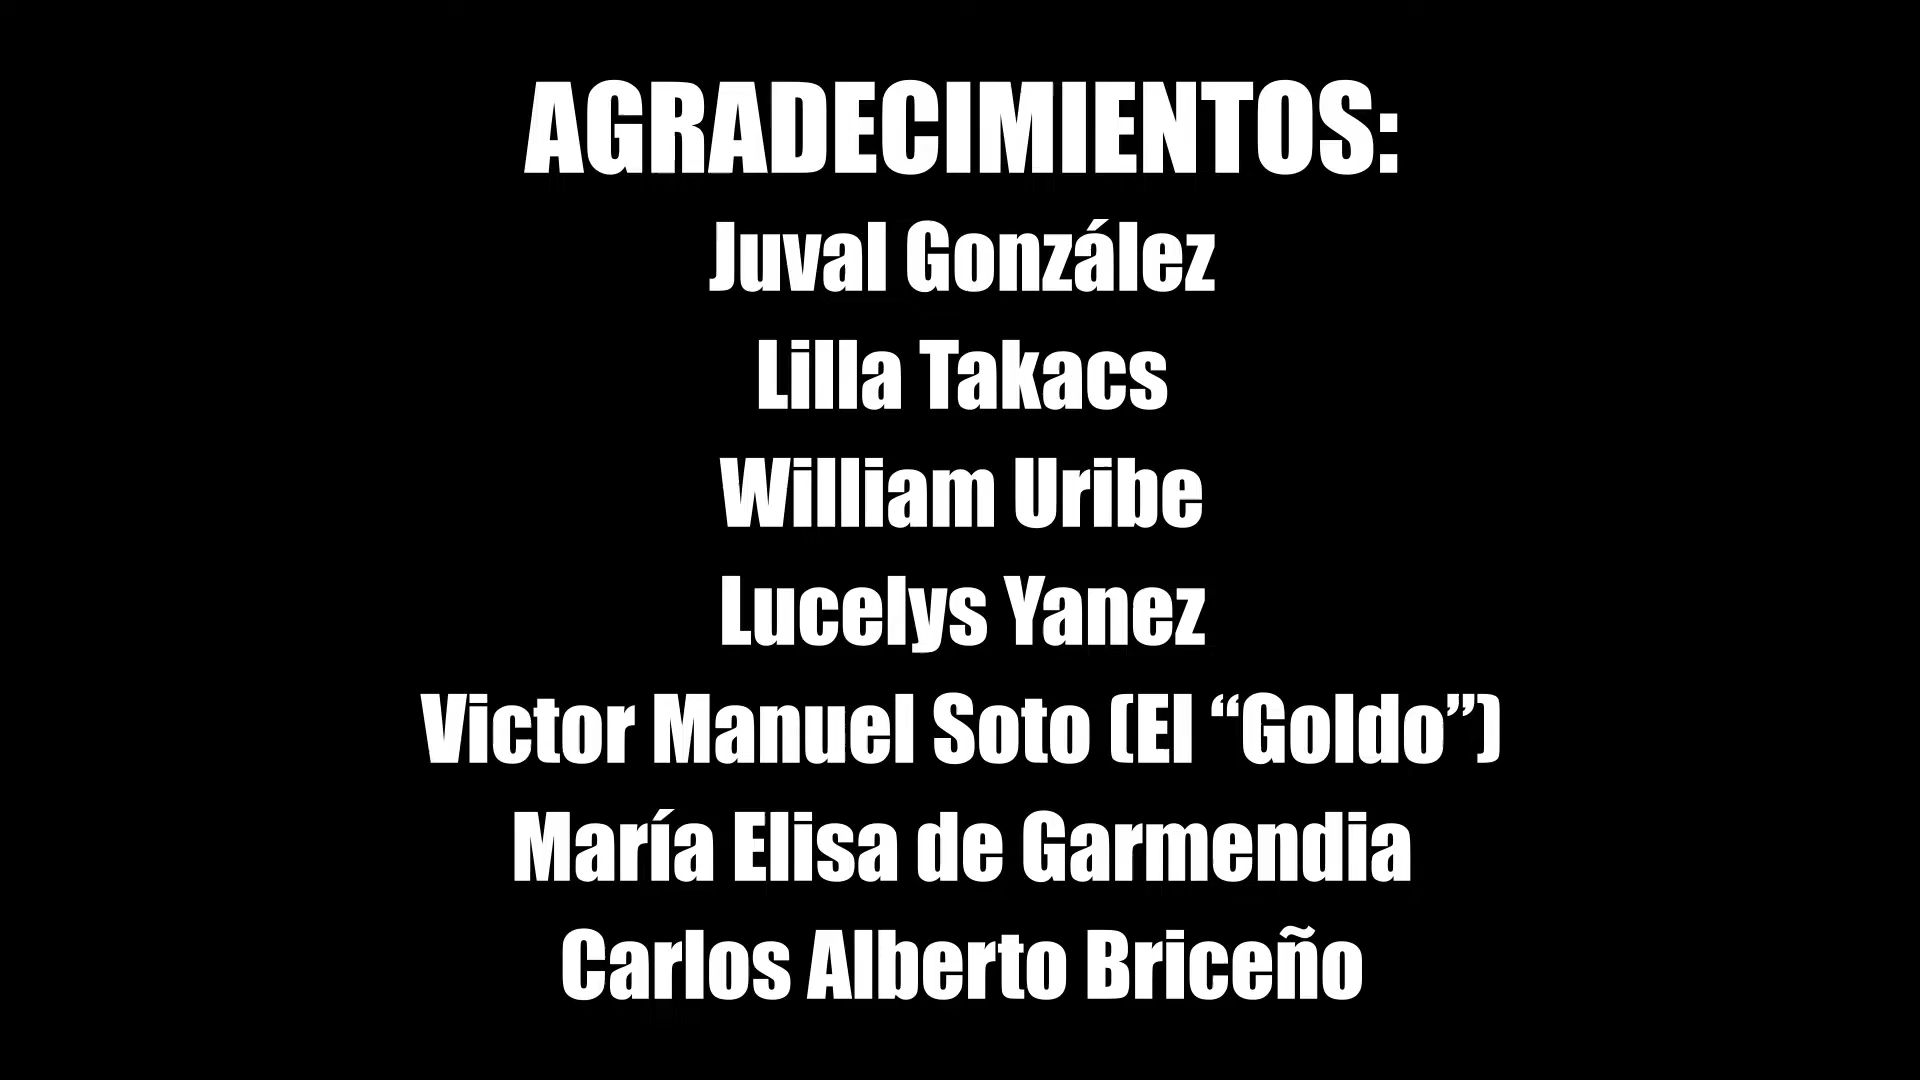 AGRADECIMIENTOS:
Juval González
Lilla Takacs
William Uribe
Lucelys Yanez
Victor Manuel Soto (El “Goldo”)
María Elisa de Garmendia
Carlos Alberto Briceño